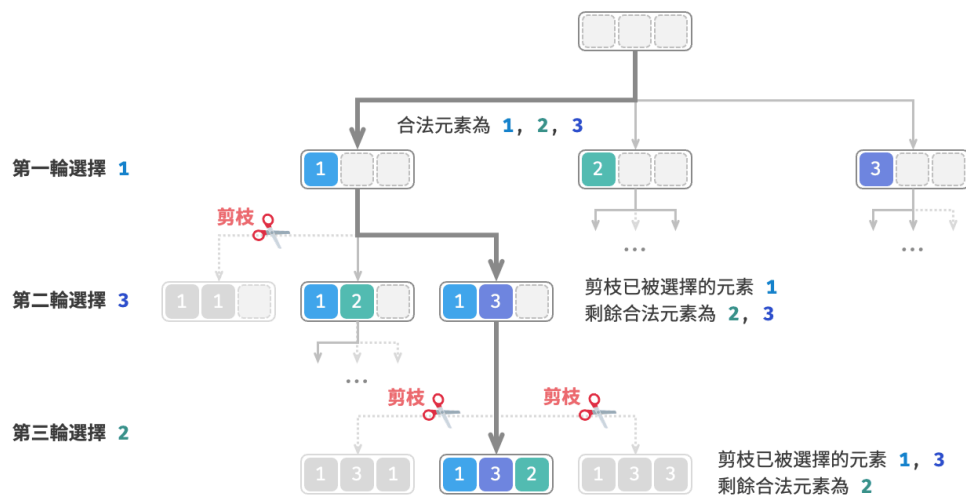 合法元素為 1, 2, 3
第一輪選擇 1
1
2
3
剪枝
...
...
第二輪選擇 3
1 1
1 2
1 3
剪枝已被選擇的元素 1
剩餘合法元素為 2, 3
...
剪枝
剪枝
第三輪選擇 2
1 3 1
1 3 2
1 3 3
剪枝已被選擇的元素 1, 3
剩餘合法元素為 2